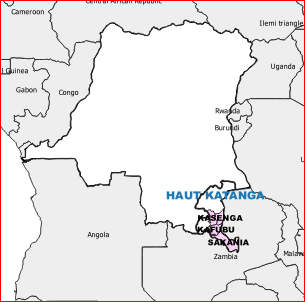 Central African Republic
Cameroon
Ilemi triangle
Uganda
l Guinea
Gabon
Congo
Rwanda
Burundi
HAUT KATANGA
KASENGA
KAFUBU
SAKANIA
Angola
Zambia
Malaw